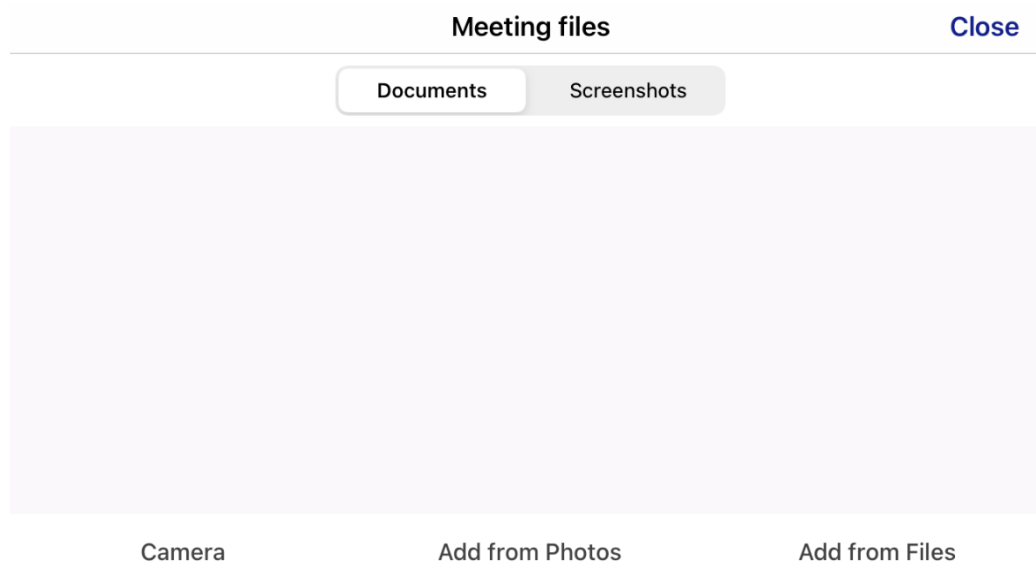 Meeting files Close
Documents Screenshots
Camera Add from Photos Add from Files